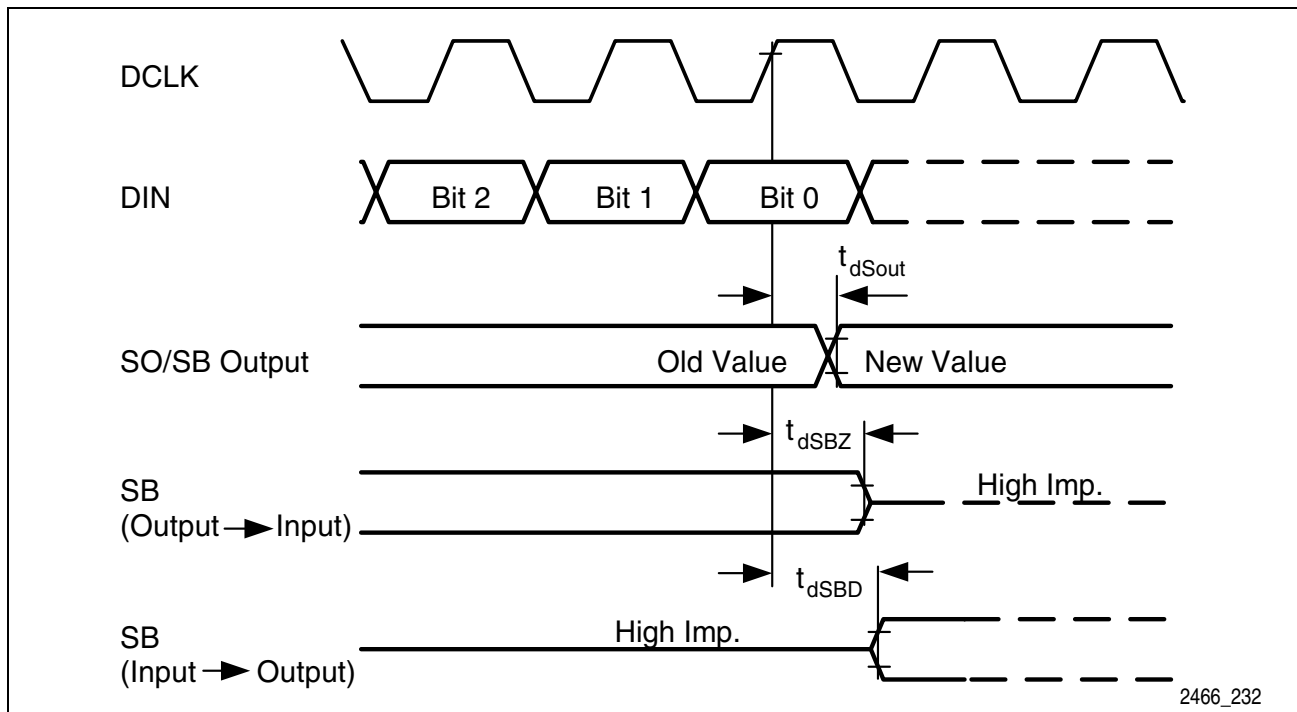 DCLK
DIN
Bit 2 Bit 1 Bit 0
tdSout
SO/SB Output
Old Value New Value
tdSBZ
SB
(Output → Input)
High Imp.
tdSBD
SB
(Input → Output)
High Imp.
2466_232